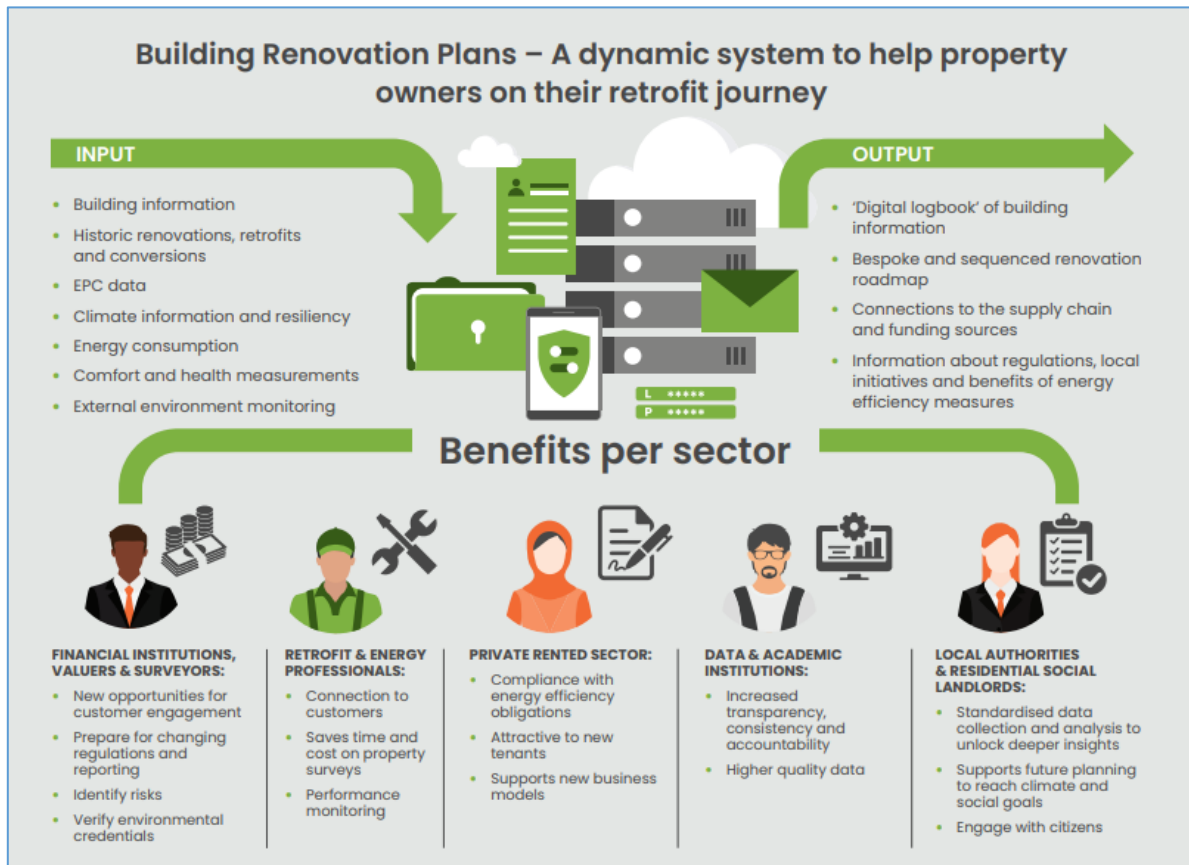 Building Renovation Plans – A dynamic system to help property
owners on their retrofit journey
INPUT
• Building information
• Historic renovations, retrofits
and conversions
• EPC data
• Climate information and resiliency
• Energy consumption
• Comfort and health measurements
• External environment monitoring
L *****
P *****
OUTPUT
• ‘Digital logbook’ of building
information
• Bespoke and sequenced renovation
roadmap
• Connections to the supply chain
and funding sources
• Information about regulations, local
initiatives and benefits of energy
efficiency measures
Benefits per sector
FINANCIAL INSTITUTIONS,
VALUERS & SURVEYORS:
• New opportunities for
customer engagement
• Prepare for changing
regulations and
reporting
• Identify risks
• Verify environmental
credentials
RETROFIT & ENERGY
PROFESSIONALS:
• Connection to
customers
• Saves time and
cost on property
surveys
• Performance
monitoring
PRIVATE RENTED SECTOR:
• Compliance with
energy efficiency
obligations
• Attractive to new
tenants
• Supports new business
models
DATA & ACADEMIC
INSTITUTIONS:
• Increased
transparency,
consistency and
accountability
• Higher quality data
LOCAL AUTHORITIES
& RESIDENTIAL SOCIAL
LANDLORDS:
• Standardised data
collection and analysis to
unlock deeper insights
• Supports future planning
to reach climate and
social goals
• Engage with citizens